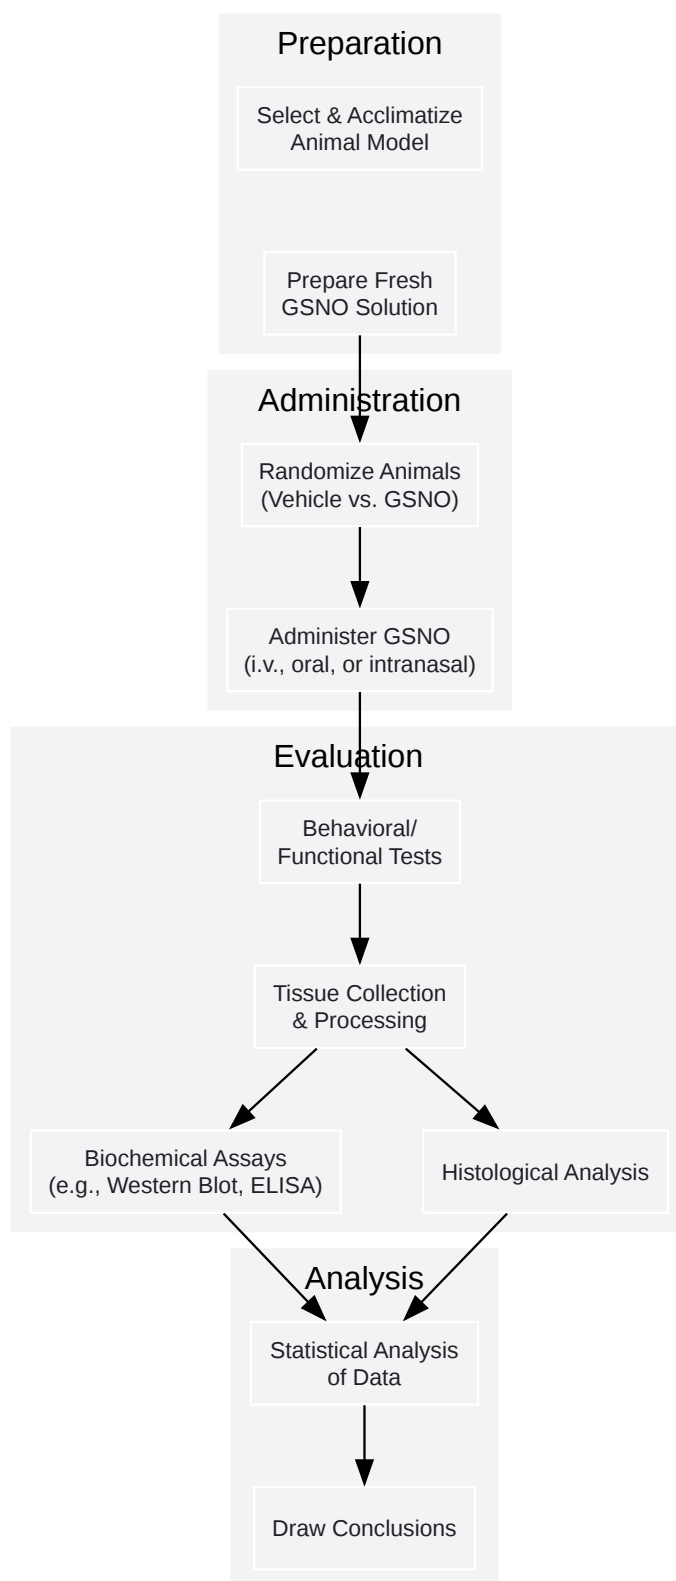 Preparation
Select & Acclimatize
Animal Model
Prepare Fresh
GSNO Solution
Administration
Randomize Animals
(Vehicle vs. GSNO)
Administer GSNO
(i.v., oral, or intranasal)
Evaluation
Behavioral/
Functional Tests
Tissue Collection
& Processing
Biochemical Assays
(e.g., Western Blot, ELISA)
Histological Analysis
Analysis
Statistical Analysis
of Data
Draw Conclusions